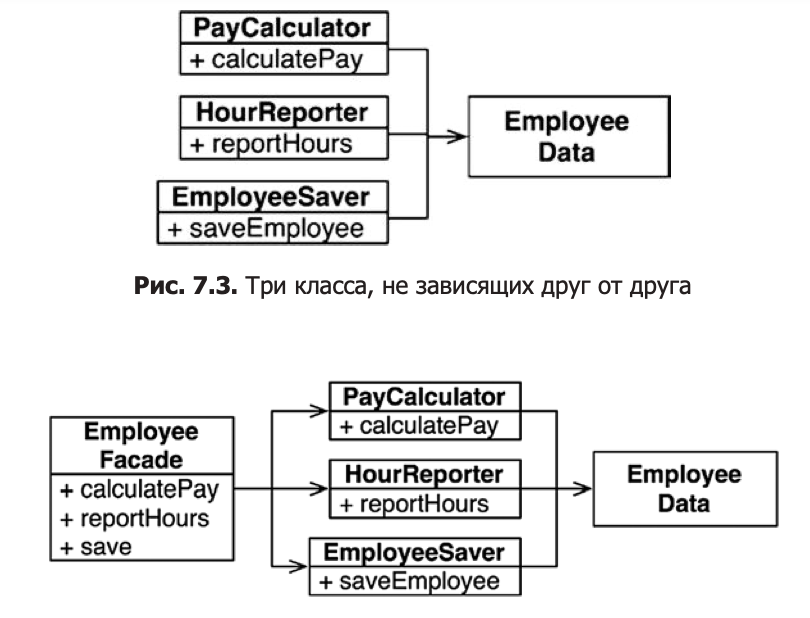 PayCalculator
+ calculatePay
HourReporter
+ reportHours
EmployeeSaver
+ saveEmployee
Employee
Data
Рис. 7.3. Три класса, не зависящих друг от друга
Employee
Facade
+ calculatePay
+ reportHours
+ save
PayCalculator
+ calculatePay
HourReporter
+ reportHours
EmployeeSaver
+ saveEmployee
Employee
Data